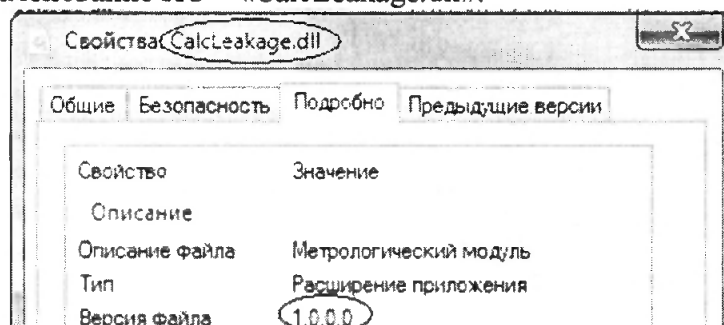 Свойства: CalcLeakage.dll
Общие Безопасность Подробно Предыдущие версии
Свойство Значение
Описание
Описание файла Метрологический модуль
Тип Расширение приложения
Версия файла 1.0.0.0